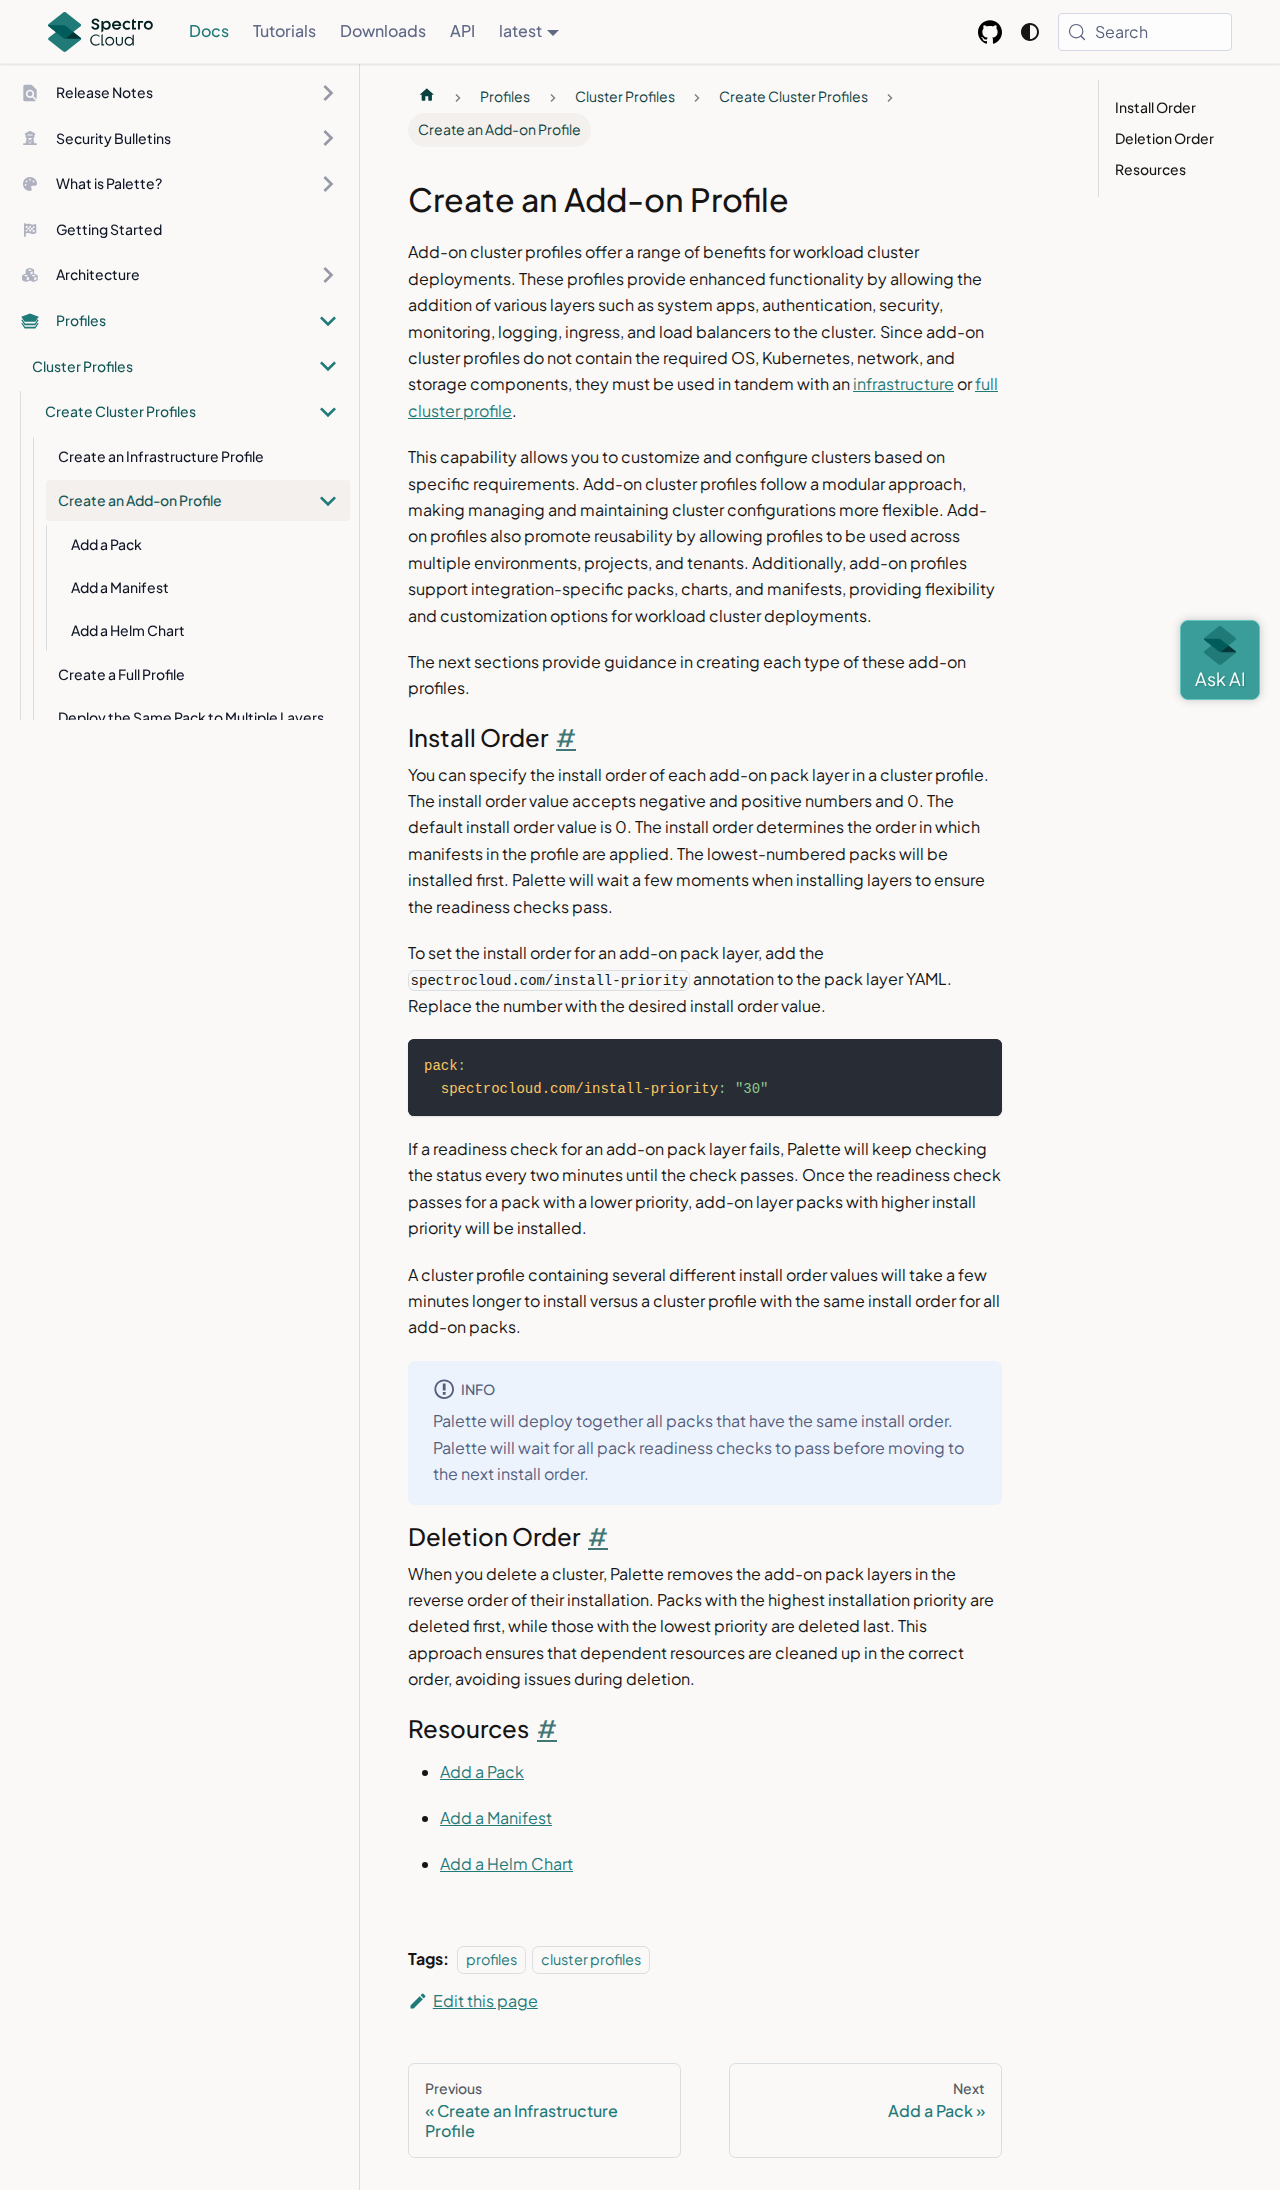 Spectro
Cloud
Docs
Tutorials
Downloads
API
latest
Search
Release Notes
Security Bulletins
What is Palette?
Getting Started
Architecture
Profiles
Cluster Profiles
Create Cluster Profiles
Create an Infrastructure Profile
Create an Add-on Profile
Add a Pack
Add a Manifest
Add a Helm Chart
Create a Full Profile
Deploy the Same Pack to Multiple Layers
Profiles
Cluster Profiles
Create Cluster Profiles
Create an Add-on Profile
Create an Add-on Profile
Add-on cluster profiles offer a range of benefits for workload cluster
deployments. These profiles provide enhanced functionality by allowing the
addition of various layers such as system apps, authentication, security,
monitoring, logging, ingress, and load balancers to the cluster. Since add-on
cluster profiles do not contain the required OS, Kubernetes, network, and
storage components, they must be used in tandem with an infrastructure or full
cluster profile.
This capability allows you to customize and configure clusters based on
specific requirements. Add-on cluster profiles follow a modular approach,
making managing and maintaining cluster configurations more flexible. Add-
on profiles also promote reusability by allowing profiles to be used across
multiple environments, projects, and tenants. Additionally, add-on profiles
support integration-specific packs, charts, and manifests, providing flexibility
and customization options for workload cluster deployments.
The next sections provide guidance in creating each type of these add-on
profiles.
Install Order #
You can specify the install order of each add-on pack layer in a cluster profile.
The install order value accepts negative and positive numbers and 0. The
default install order value is 0. The install order determines the order in which
manifests in the profile are applied. The lowest-numbered packs will be
installed first. Palette will wait a few moments when installing layers to ensure
the readiness checks pass.
To set the install order for an add-on pack layer, add the
spectrocloud.com/install-priority annotation to the pack layer YAML.
Replace the number with the desired install order value.
pack:
  spectrocloud.com/install-priority: "30"
If a readiness check for an add-on pack layer fails, Palette will keep checking
the status every two minutes until the check passes. Once the readiness check
passes for a pack with a lower priority, add-on layer packs with higher install
priority will be installed.
A cluster profile containing several different install order values will take a few
minutes longer to install versus a cluster profile with the same install order for all
add-on packs.
INFO
Palette will deploy together all packs that have the same install order.
Palette will wait for all pack readiness checks to pass before moving to
the next install order.
Deletion Order #
When you delete a cluster, Palette removes the add-on pack layers in the
reverse order of their installation. Packs with the highest installation priority are
deleted first, while those with the lowest priority are deleted last. This
approach ensures that dependent resources are cleaned up in the correct
order, avoiding issues during deletion.
Resources #
Add a Pack
Add a Manifest
Add a Helm Chart
Tags: profiles cluster profiles
Edit this page
Previous
« Create an Infrastructure
Profile
Next
Add a Pack »
Install Order
Deletion Order
Resources
Ask AI